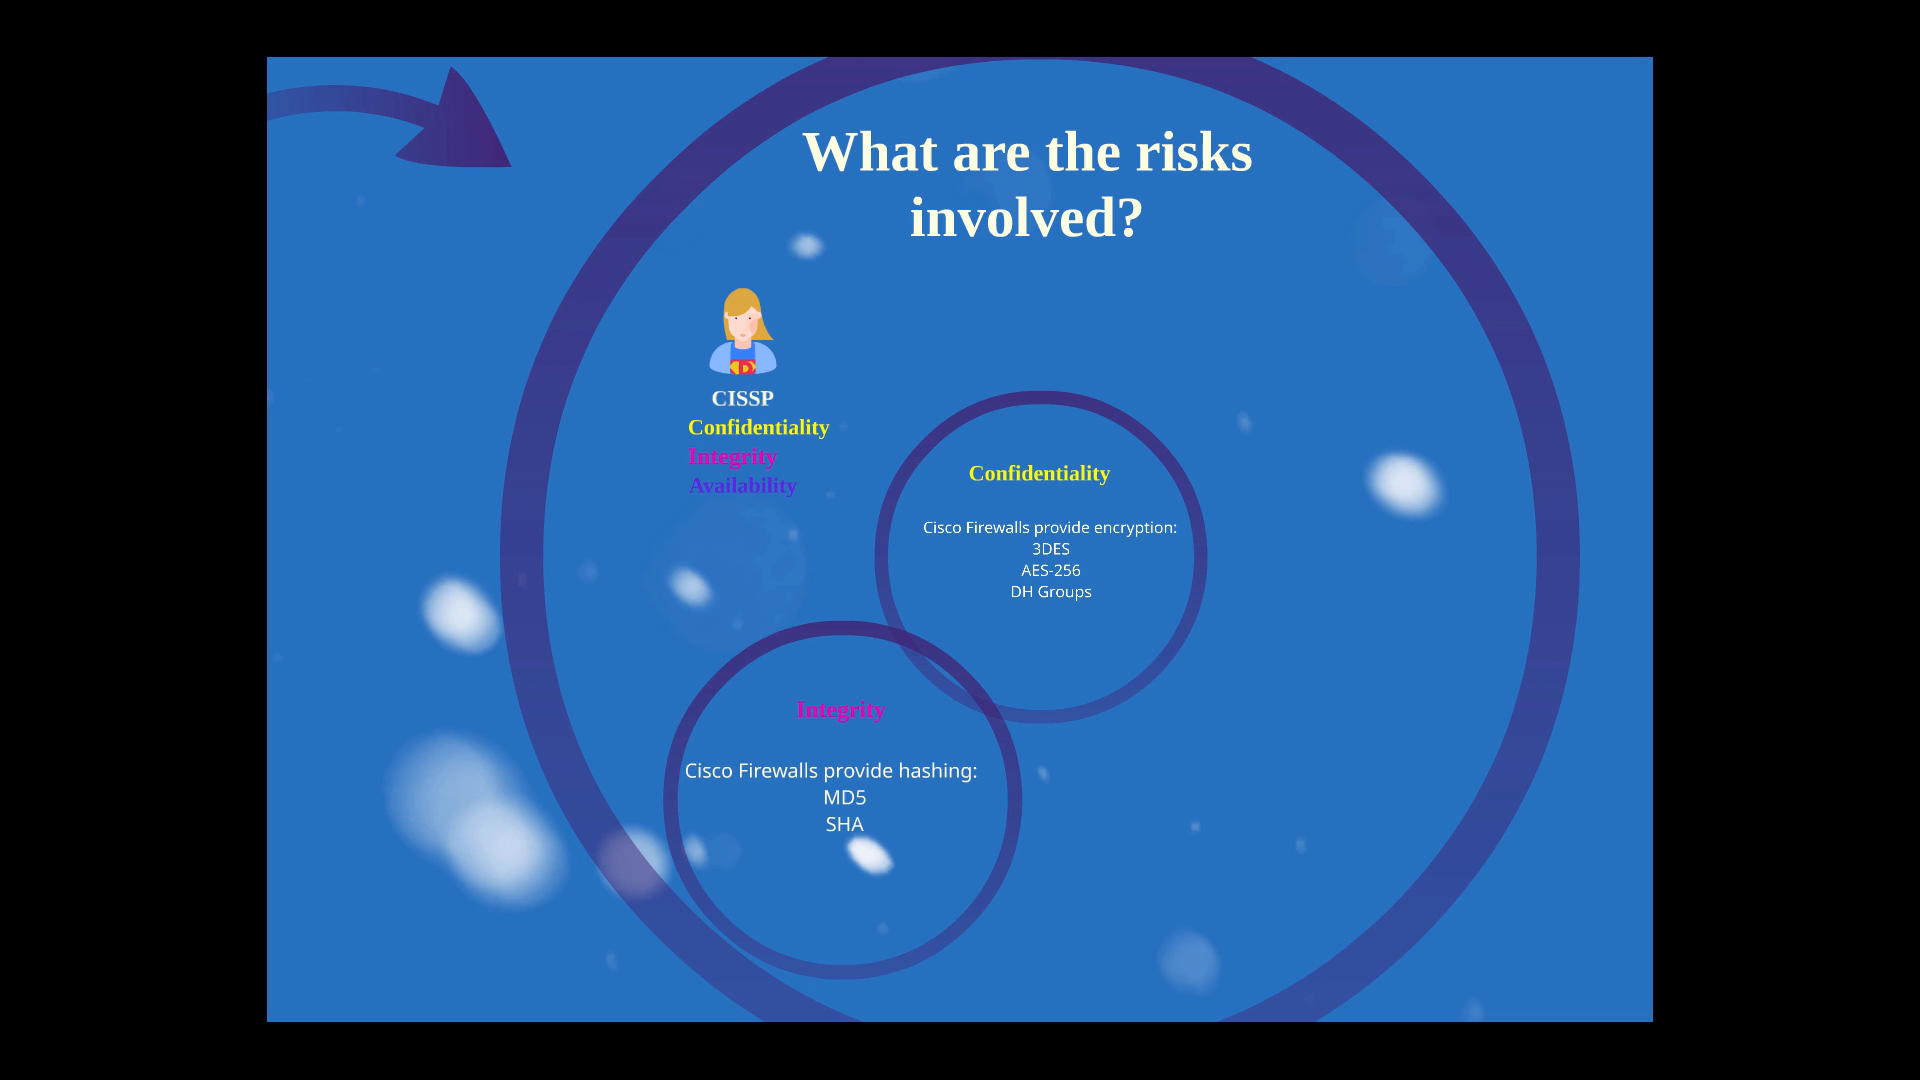 What are the risks
involved?
D
CISSP
Confidentiality
Integrity
Availability
Confidentiality
Cisco Firewalls provide encryption:
3DES
AES-256
DH Groups
Integrity
Cisco Firewalls provide hashing:
MD5
SHA